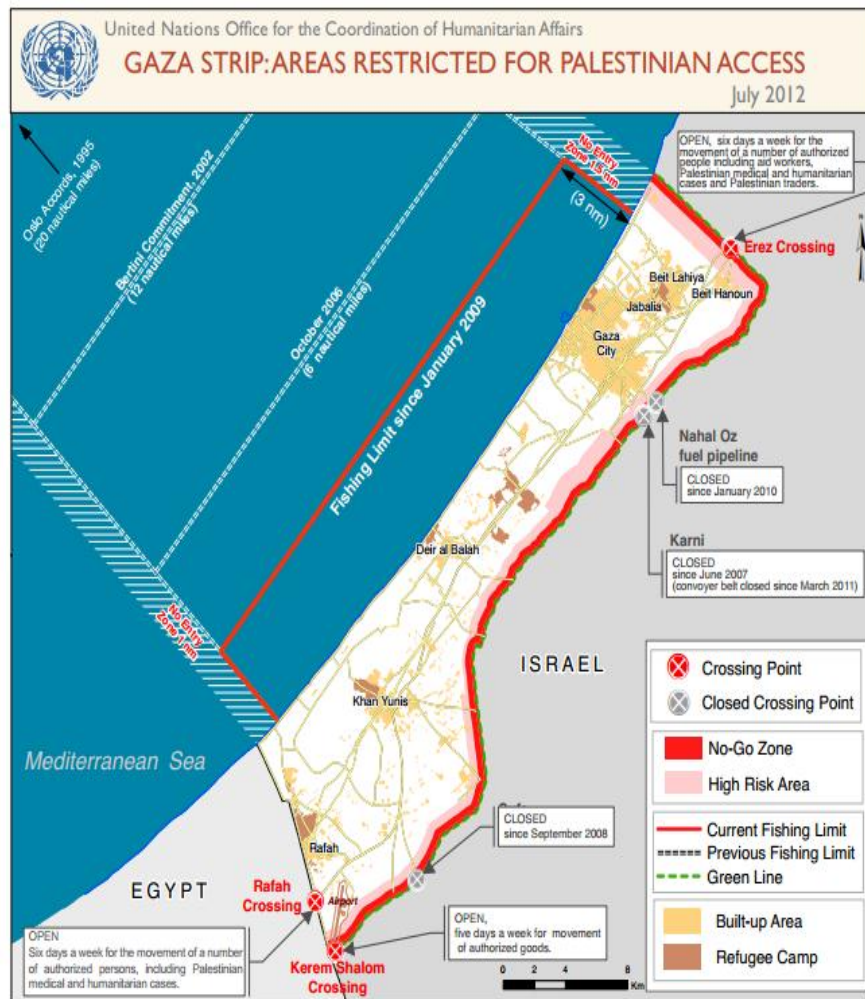 United Nations Office for the Coordination of Humanitarian Affairs
GAZA STRIP: AREAS RESTRICTED FOR PALESTINIAN ACCESS
July 2012
Oslo Accords, 1995
(20 nautical miles)
Bertini Commitment, 2002
(12 nautical miles)
October 2006
(6 nautical miles)
Fishing Limit since January 2009
No Entry
Zone 1.5 nm
(3 nm)
OPEN, six days a week for the
movement of a number of authorized
people including aid workers,
Palestinian medical and humanitarian
cases and Palestinian traders.
Erez Crossing
Beit Lahiya
Beit Hanoun
Jabalia
Gaza
City
Nahal Oz
fuel pipeline
CLOSED
since January 2010
Karni
CLOSED
since June 2007
(convoyer belt closed since March 2011)
Deir al Balah
No Entry
Zone 1 nm
ISRAEL
Khan Yunis
Mediterranean Sea
CLOSED
since September 2008
Rafah
EGYPT
Rafah
Crossing
Airport
OPEN
Six days a week for the movement of a number
of authorized persons, including Palestinian
medical and humanitarian cases.
OPEN,
five days a week for movement
of authorized goods.
Kerem Shalom
Crossing
Crossing Point
Closed Crossing Point
No-Go Zone
High Risk Area
Current Fishing Limit
Previous Fishing Limit
Green Line
Built-up Area
Refugee Camp
0 2 4 8
Km